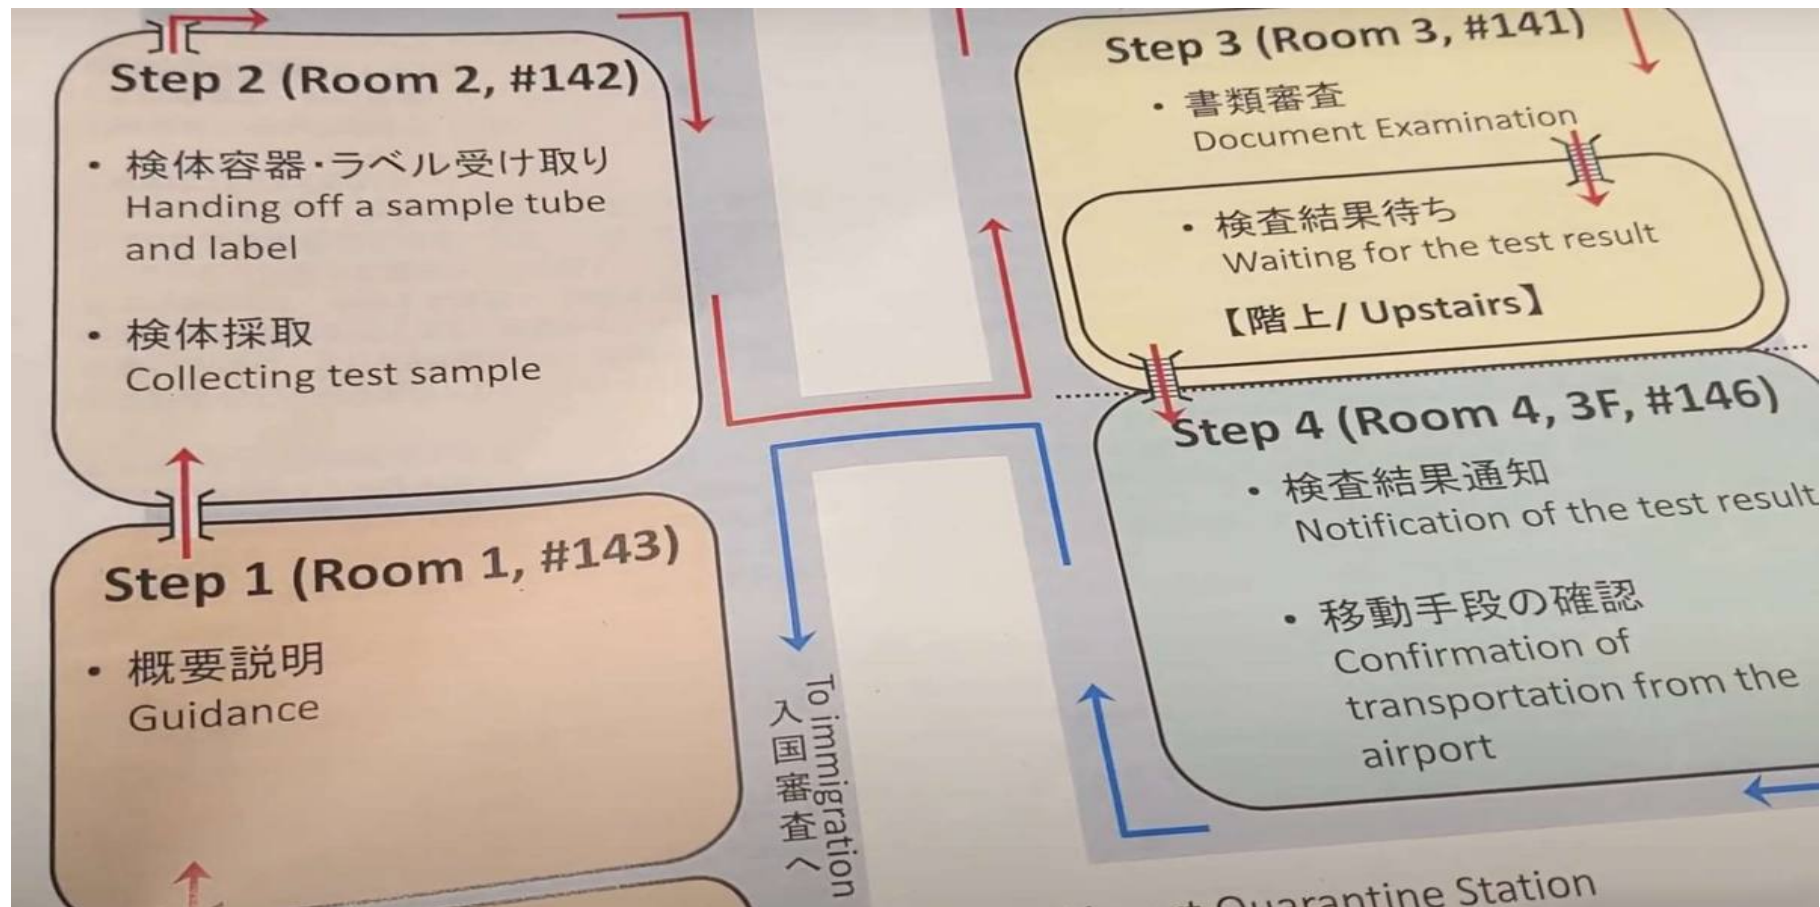 Step 2 (Room 2, #142)
• 検体容器・ラベル受け取り
Handing off a sample tube
and label
• 検体採取
Collecting test sample
Step 1 (Room 1, #143)
• 概要説明
Guidance
To immigration
入国審査へ
Step 3 (Room 3, #141)
• 書類審査
Document Examination
• 検査結果待ち
Waiting for the test result
【階上/ Upstairs】
Step 4 (Room 4, 3F, #146)
• 検査結果通知
Notification of the test result
• 移動手段の確認
Confirmation of
transportation from the
airport
Quarantine Station